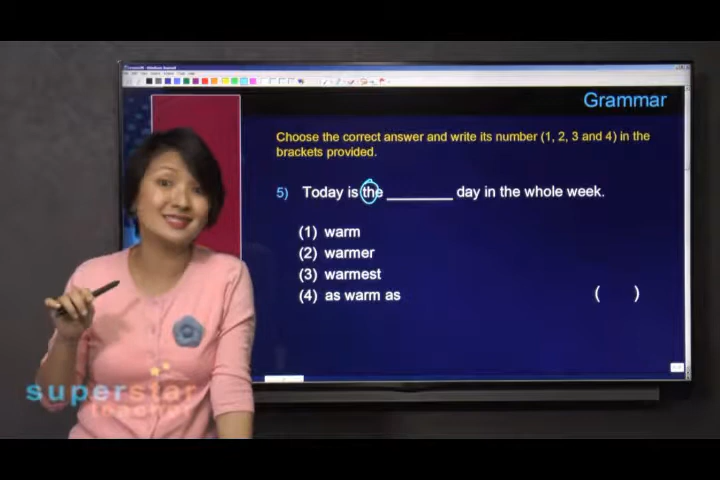 Grammar
Choose the correct answer and write its number (1, 2, 3 and 4) in the
brackets provided.
5) Today is the ________ day in the whole week.
(1) warm
(2) warmer
(3) warmest
(4) as warm as ( )
superstar
teacher